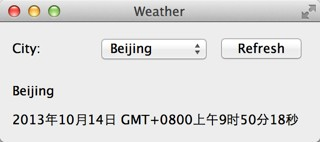 Weather
City: Beijing Refresh
Beijing
2013年10月14日 GMT+0800上午9时50分18秒